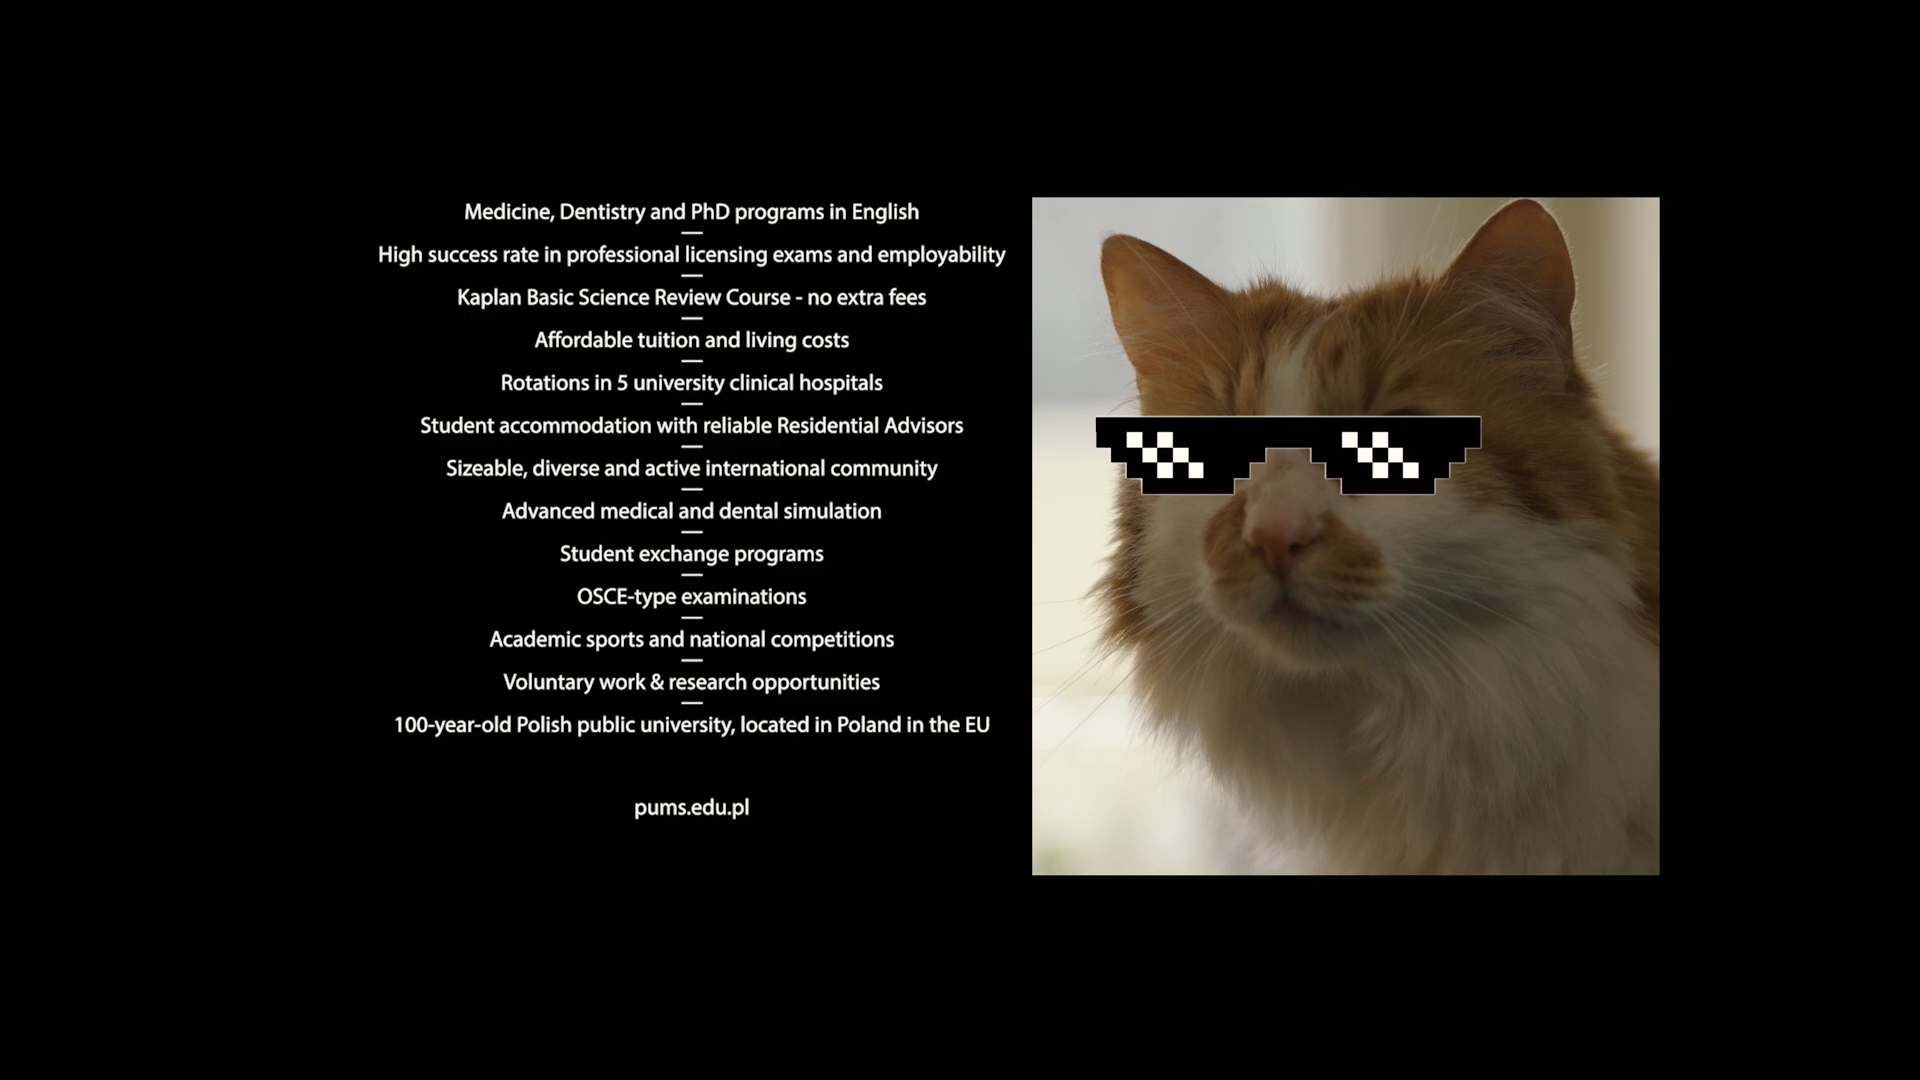 Medicine, Dentistry and PhD programs in English
High success rate in professional licensing exams and employability
Kaplan Basic Science Review Course - no extra fees
Affordable tuition and living costs
Rotations in 5 university clinical hospitals
Student accommodation with reliable Residential Advisors
Sizeable, diverse and active international community
Advanced medical and dental simulation
Student exchange programs
OSCE-type examinations
Academic sports and national competitions
Voluntary work & research opportunities
100-year-old Polish public university, located in Poland in the EU
pums.edu.pl